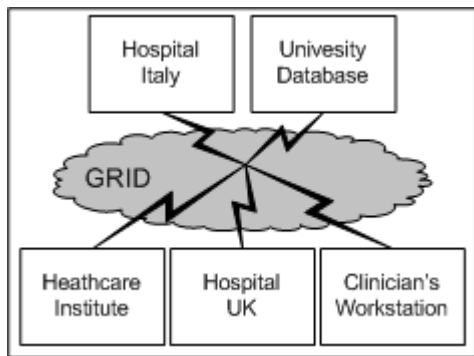 Hospital
Italy
Univesity
Database
GRID
Heathcare
Institute
Hospital
UK
Clinician's
Workstation